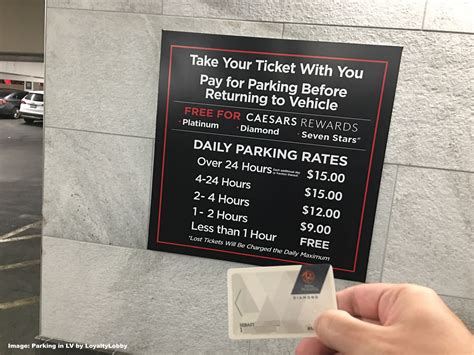 Take Your Ticket With You
Pay for Parking Before
Returning to Vehicle
FREE FOR CAESARS REWARDS
· Platinum · Diamond · Seven Stars*
DAILY PARKING RATES
Over 24 Hours $15.00
4-24 Hours $15.00
2- 4 Hours $12.00
1- 2 Hours $9.00
Less than 1 Hour FREE
*Lost Tickets Will Be Charged the Daily Maximum
DIAMOND
Image: Parking in LV by LoyaltyLobby